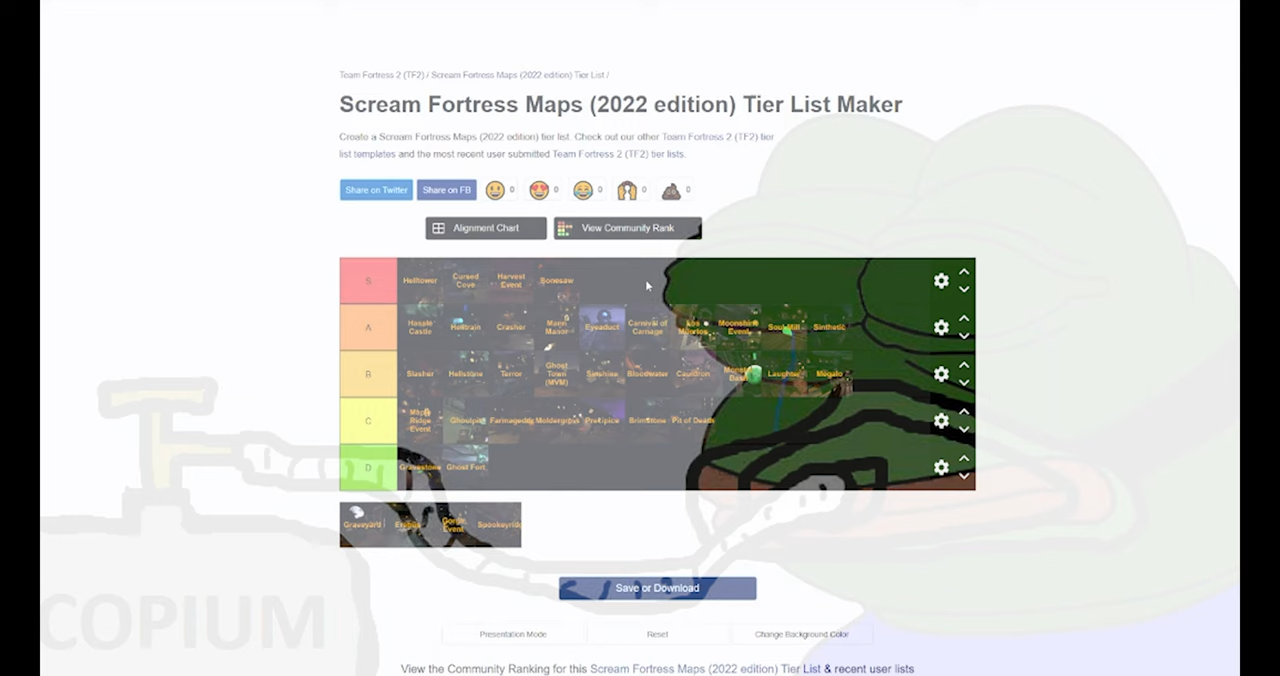 Team Fortress 2 (TF2) / Scream Fortress Maps (2022 edition) Tier List /
Scream Fortress Maps (2022 edition) Tier List Maker
Create a Scream Fortress Maps (2022 edition) tier list. Check out our other Team Fortress 2 (TF2) tier
list templates and the most recent user submitted Team Fortress 2 (TF2) tier lists.
Share on Twitter Share on FB 0 0 0 0 0
Alignment Chart View Community Rank
S Helltower Cursed Cove Harvest Event Bonesaw
A Hassle Castle Helltrain Crasher Mann Manor Eyeaduct Carnival of Carnage Los Muertos Moonshine Event Soul-Mill Sinthetic
B Slasher Hellstone Terror Ghost Town (MVM) Sinshine Bloodwater Cauldron Laughter Megalo
C Maple Ridge Event Ghoulpit Moldergrove Precipice Brimstone Pit of Death
D Gravestone Ghost Fort
Graveyard Erebus Gorge Event
COPIUM
Save or Download
Presentation Mode Reset Change Background Color
View the Community Ranking for this Scream Fortress Maps (2022 edition) Tier List & recent user lists